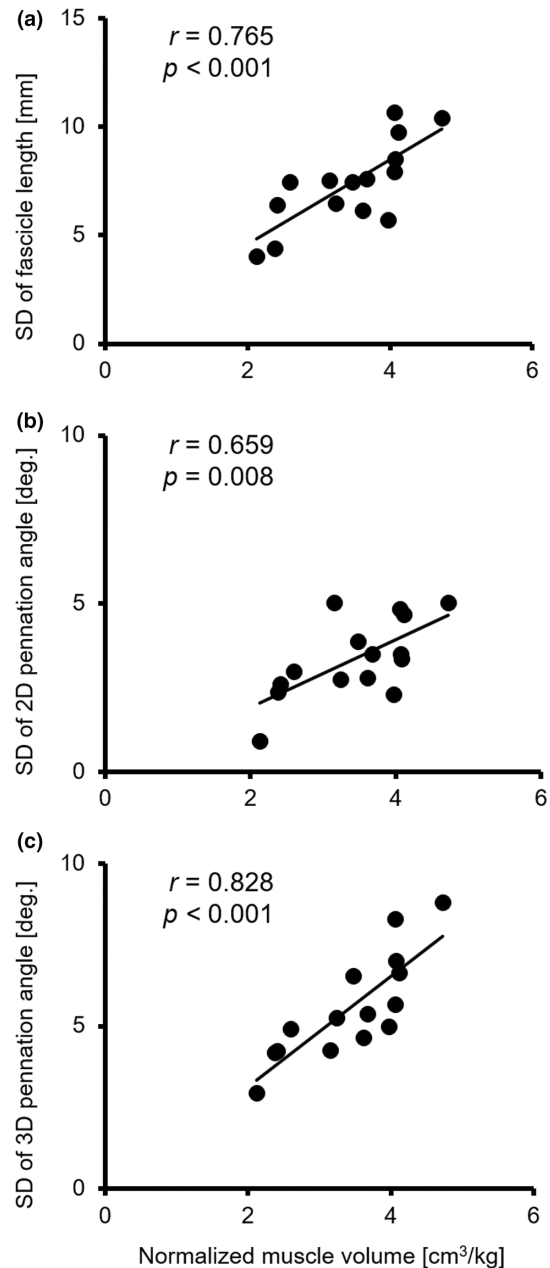 (a)
15
r = 0.765
p < 0.001
10
5
0
0 2 4 6
SD of fascicle length [mm]
(b)
10
r = 0.659
p = 0.008
5
0
0 2 4 6
SD of 2D pennation angle [deg.]
(c)
10
r = 0.828
p < 0.001
5
0
0 2 4 6
SD of 3D pennation angle [deg.]
Normalized muscle volume [cm³/kg]